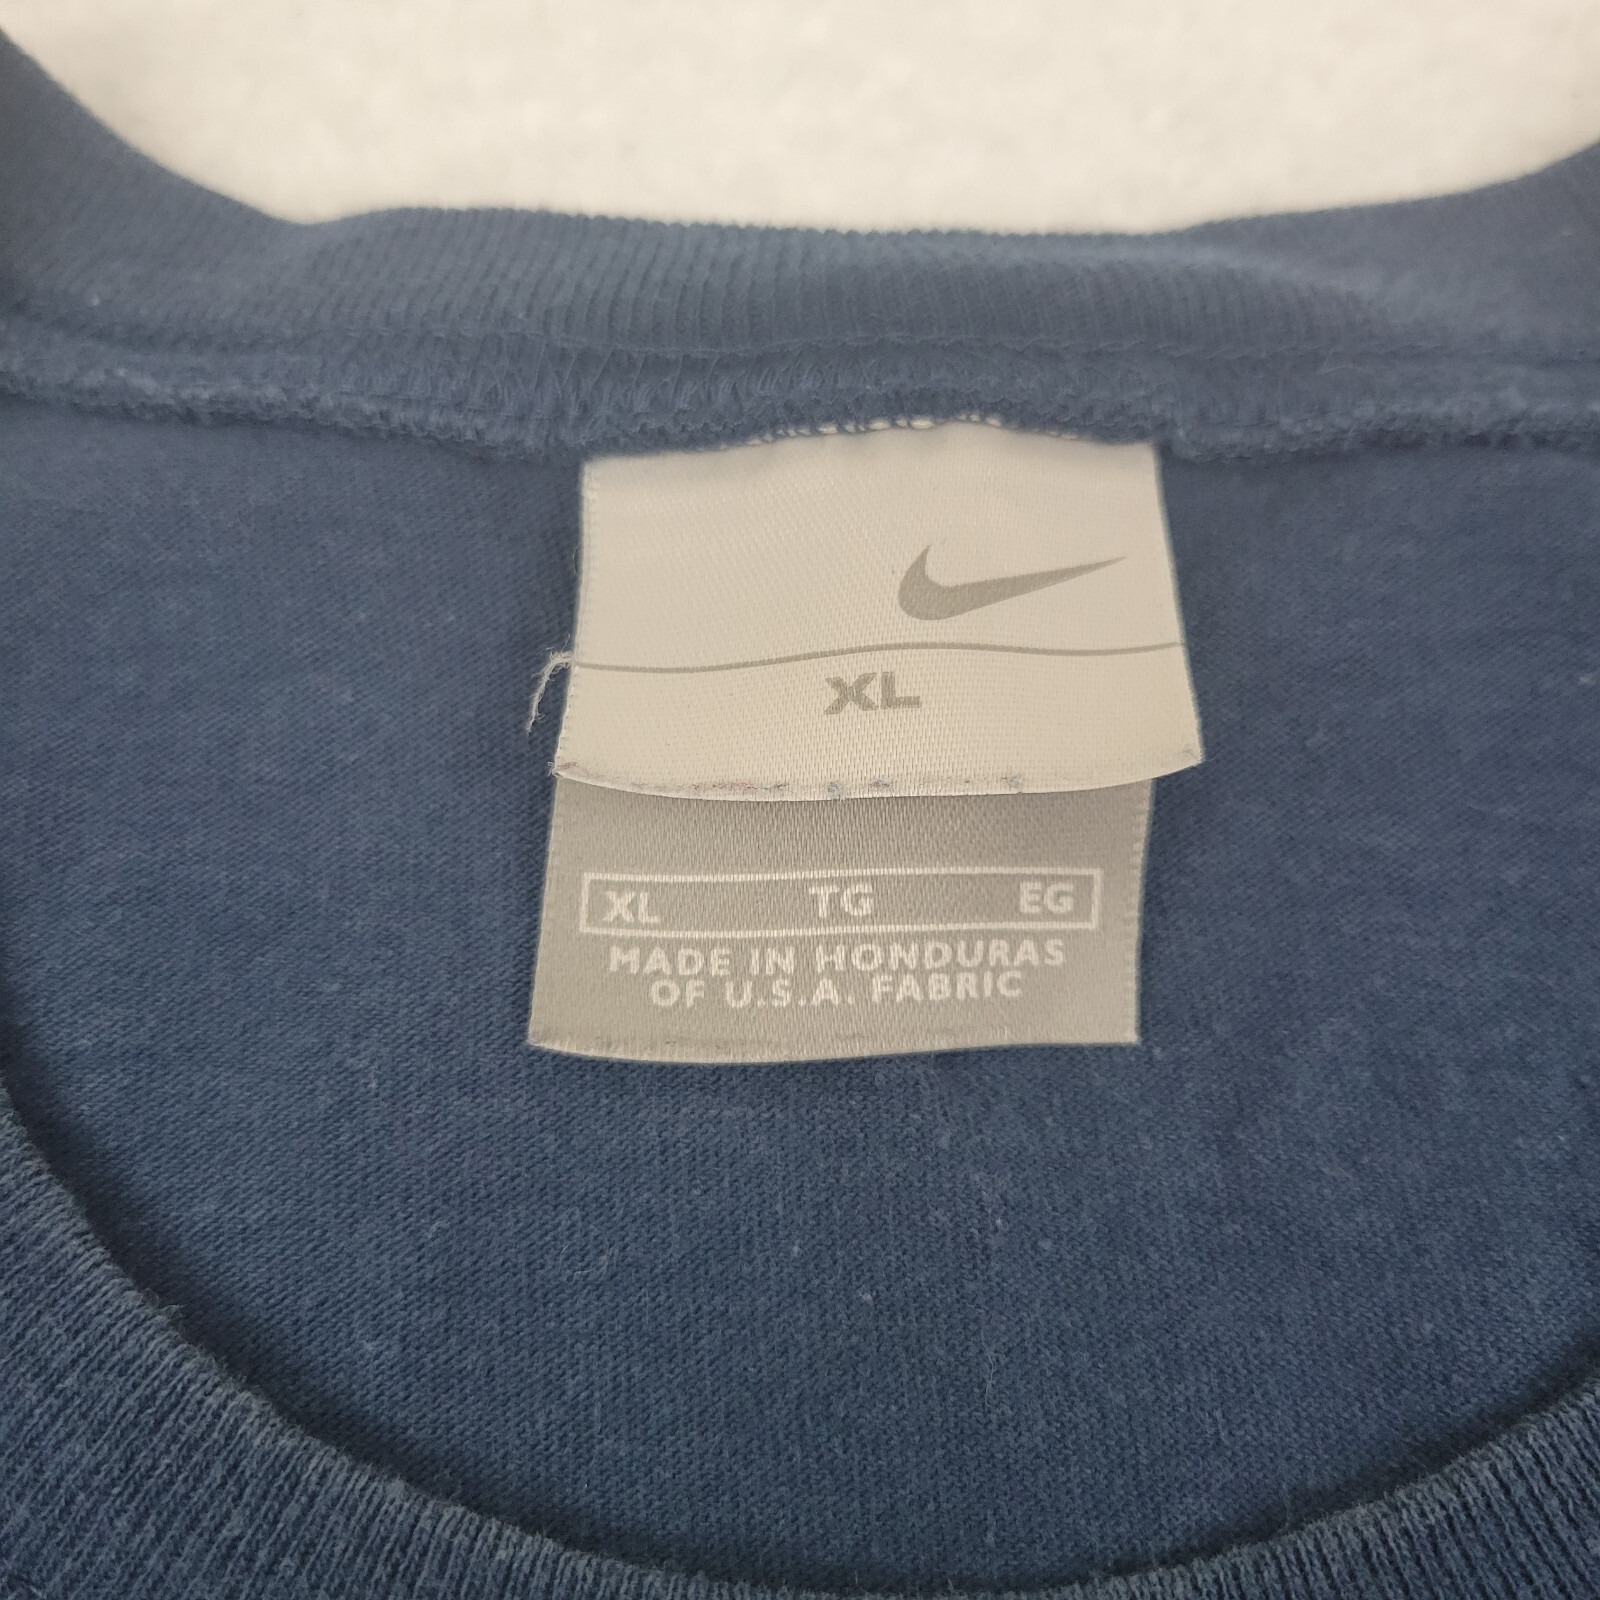 XL
XL TG EG
MADE IN HONDURAS
OF U.S.A. FABRIC